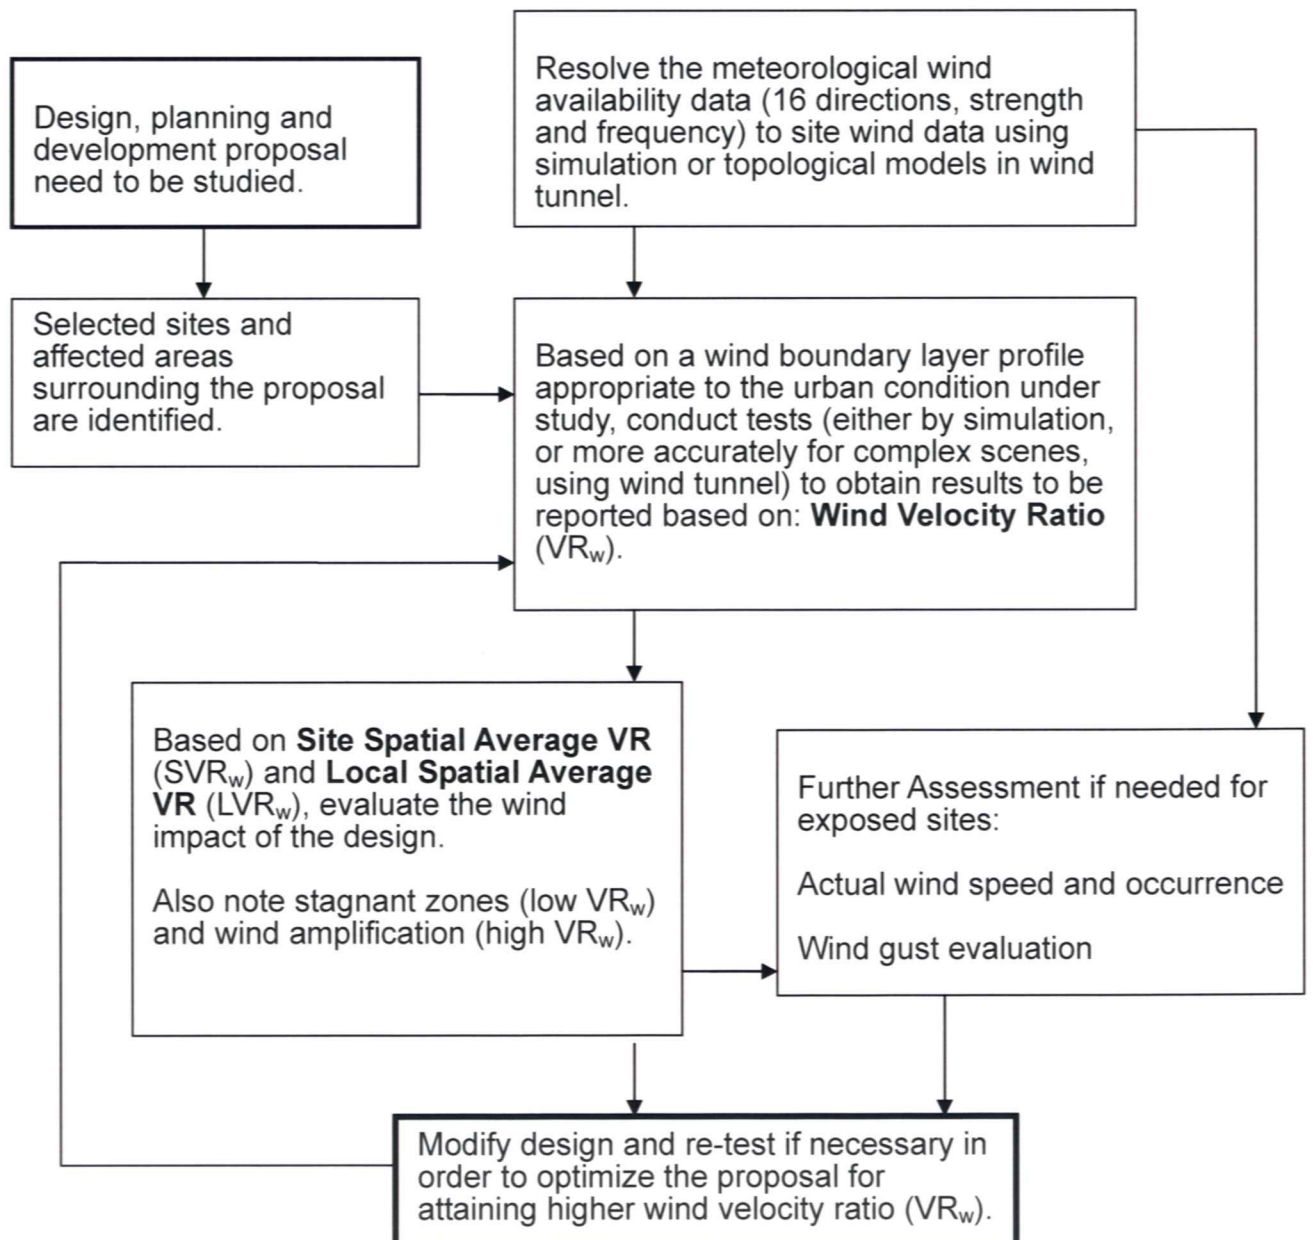 Design, planning and
development proposal
need to be studied.
Resolve the meteorological wind
availability data (16 directions, strength
and frequency) to site wind data using
simulation or topological models in wind
tunnel.
Selected sites and
affected areas
surrounding the proposal
are identified.
Based on a wind boundary layer profile
appropriate to the urban condition under
study, conduct tests (either by simulation,
or more accurately for complex scenes,
using wind tunnel) to obtain results to be
reported based on: Wind Velocity Ratio
(VRw).
Based on Site Spatial Average VR
(SVRw) and Local Spatial Average
VR (LVRw), evaluate the wind
impact of the design.
Also note stagnant zones (low VRw)
and wind amplification (high VRw).
Further Assessment if needed for
exposed sites:
Actual wind speed and occurrence
Wind gust evaluation
Modify design and re-test if necessary in
order to optimize the proposal for
attaining higher wind velocity ratio (VRw).